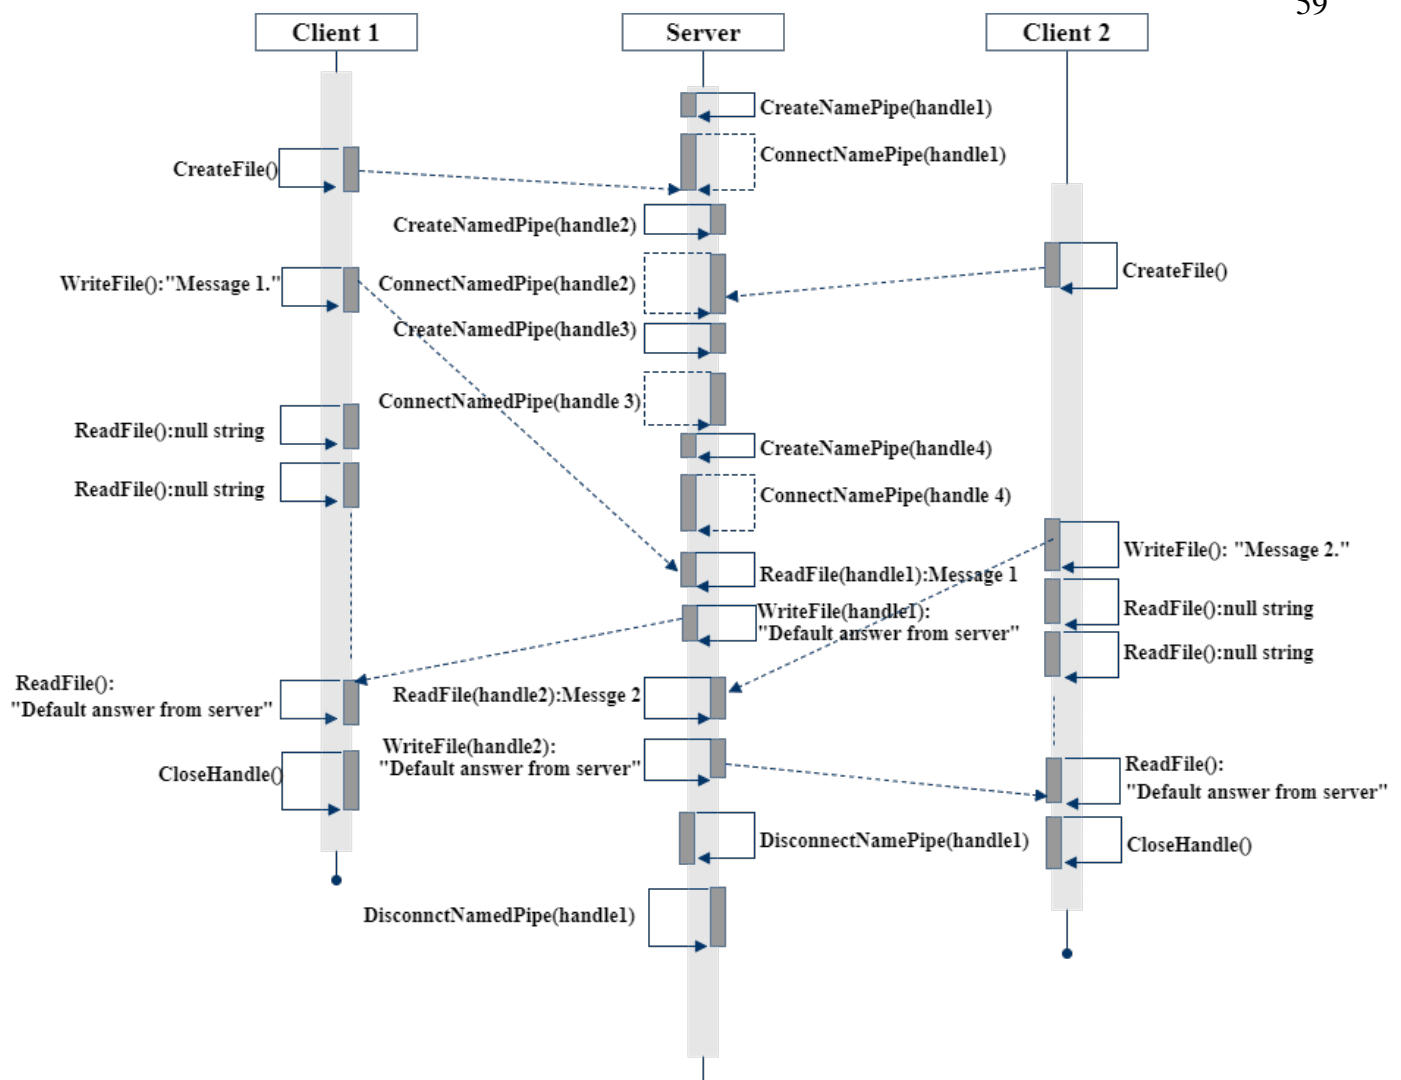 59
Client 1
Server
Client 2
CreateNamePipe(handle1)
ConnectNamePipe(handle1)
CreateFile()
CreateNamedPipe(handle2)
CreateFile()
WriteFile():"Message 1."
ConnectNamedPipe(handle2)
CreateNamedPipe(handle3)
ConnectNamedPipe(handle 3)
ReadFile():null string
CreateNamePipe(handle4)
ReadFile():null string
ConnectNamePipe(handle 4)
WriteFile(): "Message 2."
ReadFile(handle1):Message 1
ReadFile():null string
WriteFile(handle1):
"Default answer from server"
ReadFile():null string
ReadFile():
"Default answer from server"
ReadFile(handle2):Messge 2
WriteFile(handle2):
"Default answer from server"
ReadFile():
"Default answer from server"
CloseHandle()
DisconnectNamePipe(handle1)
CloseHandle()
DisconnctNamedPipe(handle1)